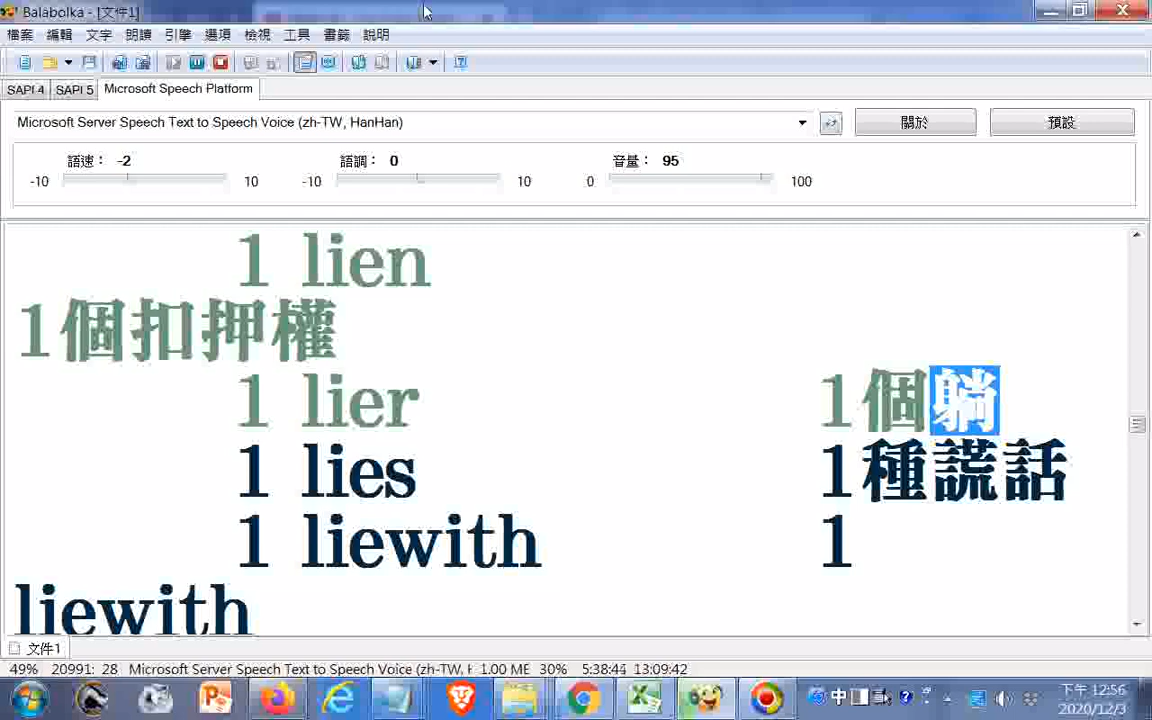 Balabolka - [文件1]
檔案 編輯 文字 朗讀 引擎 選項 檢視 工具 書籤 說明
SAPI 4 SAPI 5 Microsoft Speech Platform
Microsoft Server Speech Text to Speech Voice (zh-TW, HanHan) 關於 預設
語速： -2 語調： 0 音量： 95
-10 10 -10 10 0 100
1 lien
1個扣押權
1 lier 1個躺
1 lies 1種謊話
1 liewith 1
liewith
文件1
49% 20991: 28 Microsoft Server Speech Text to Speech Voice (zh-TW, H 1.00 ME 30% 5:38:44 13:09:42
中 下午 12:56
2020/12/3